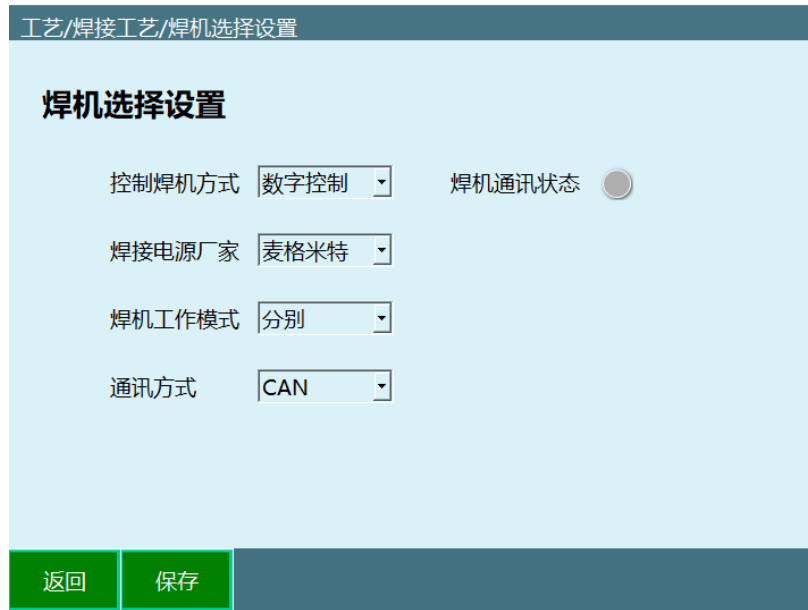 工艺/焊接工艺/焊机选择设置
焊机选择设置
控制焊机方式 数字控制 焊机通讯状态
焊接电源厂家 麦格米特
焊机工作模式 分别
通讯方式 CAN
返回 保存